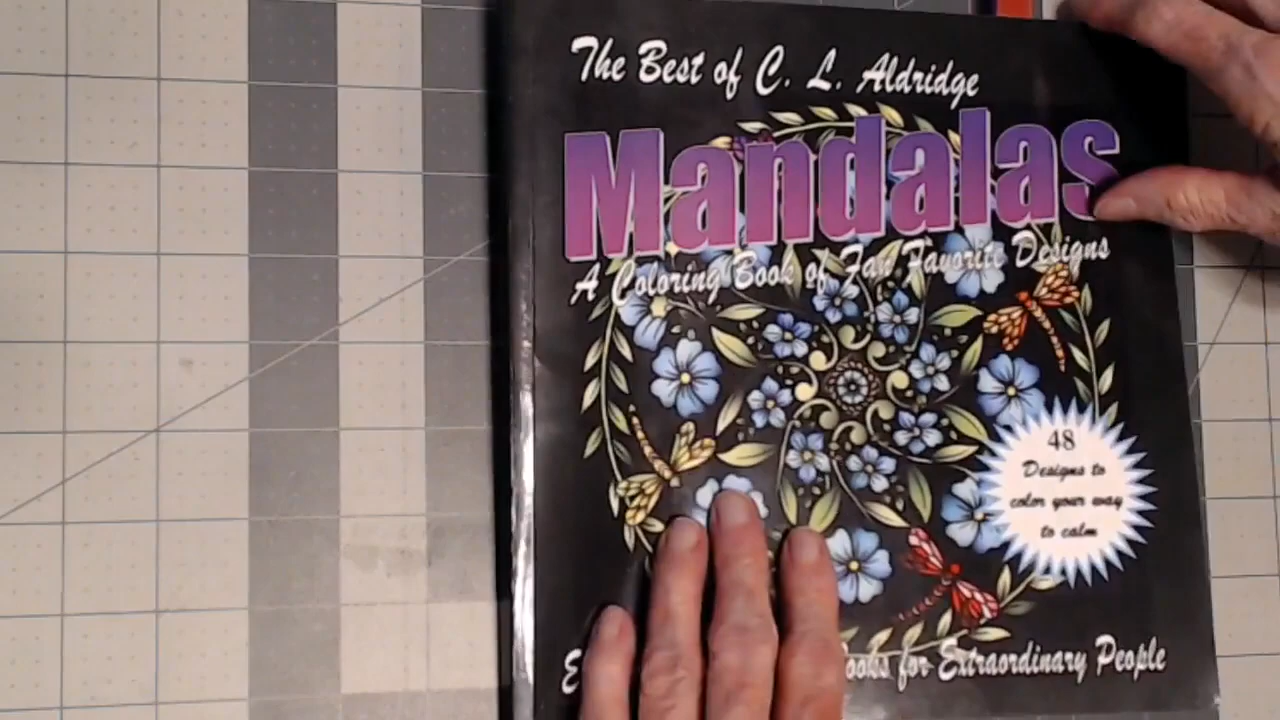 The Best of C. L. Aldridge
Mandalas
A Coloring Book of Fan Favorite Designs
48
Designs to
color your way
to calm
for Extraordinary People